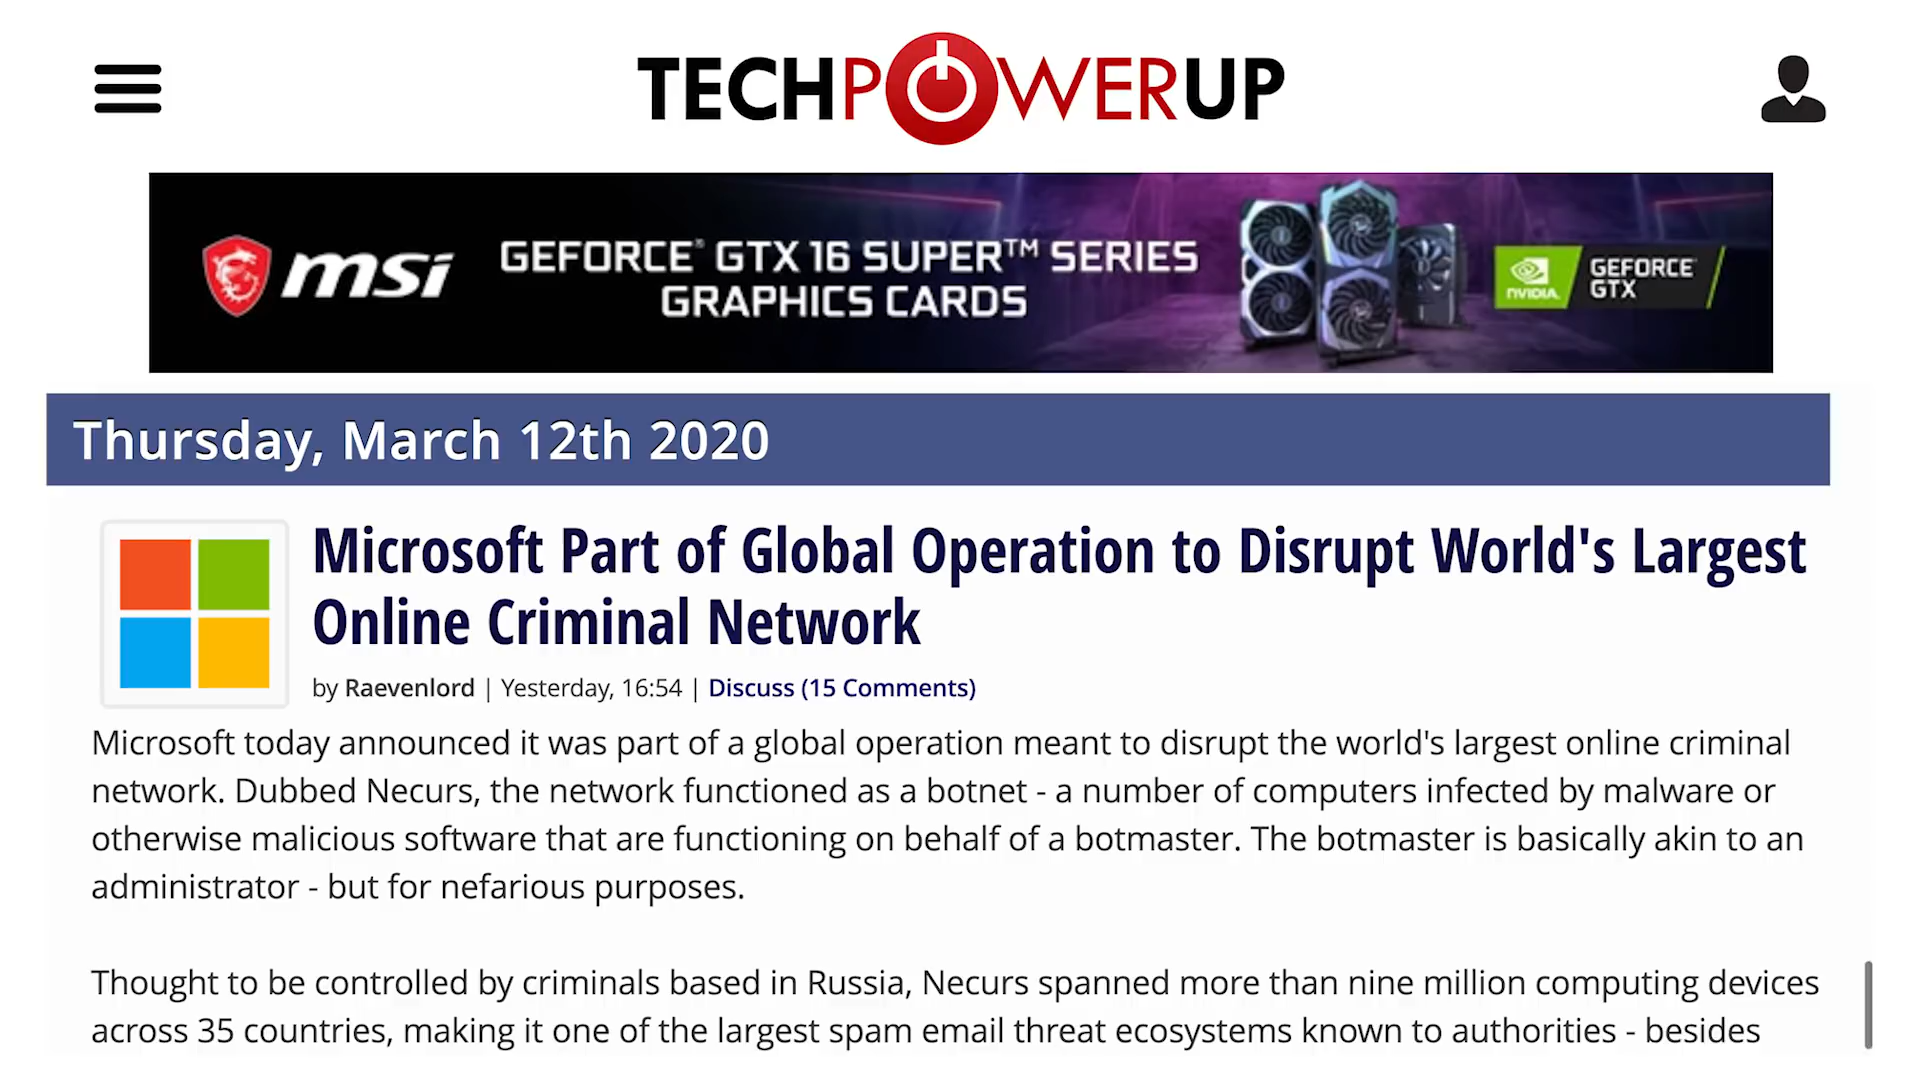 TECHPOWERUP
msi GEFORCE® GTX 16 SUPER™ SERIES
GRAPHICS CARDS
NVIDIA GEFORCE
GTX
Thursday, March 12th 2020
Microsoft Part of Global Operation to Disrupt World's Largest
Online Criminal Network
by Raevenlord | Yesterday, 16:54 | Discuss (15 Comments)
Microsoft today announced it was part of a global operation meant to disrupt the world's largest online criminal
network. Dubbed Necurs, the network functioned as a botnet - a number of computers infected by malware or
otherwise malicious software that are functioning on behalf of a botmaster. The botmaster is basically akin to an
administrator - but for nefarious purposes.
Thought to be controlled by criminals based in Russia, Necurs spanned more than nine million computing devices
across 35 countries, making it one of the largest spam email threat ecosystems known to authorities - besides